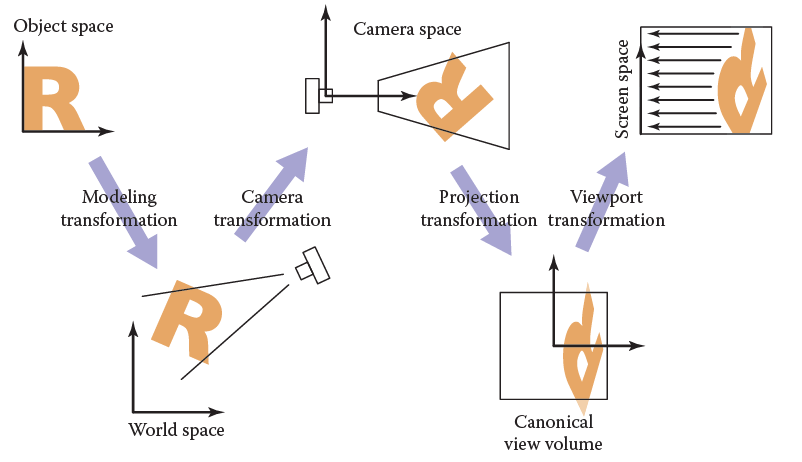 Object space
R
Camera space
R
Screen space
R
Modeling
transformation
Camera
transformation
Projection
transformation
Viewport
transformation
R
World space
R
Canonical
view volume